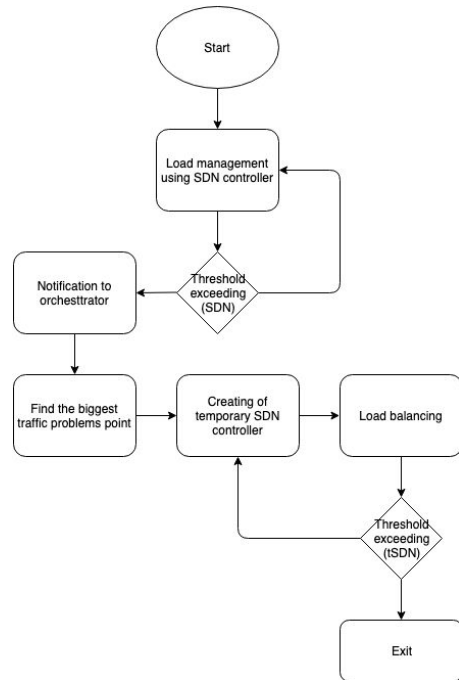 Start
Load management
using SDN controller
Threshold
exceeding
(SDN)
Notification to
orchesttrator
Find the biggest
traffic problems point
Creating of
temporary SDN
controller
Load balancing
Threshold
exceeding
(tSDN)
Exit